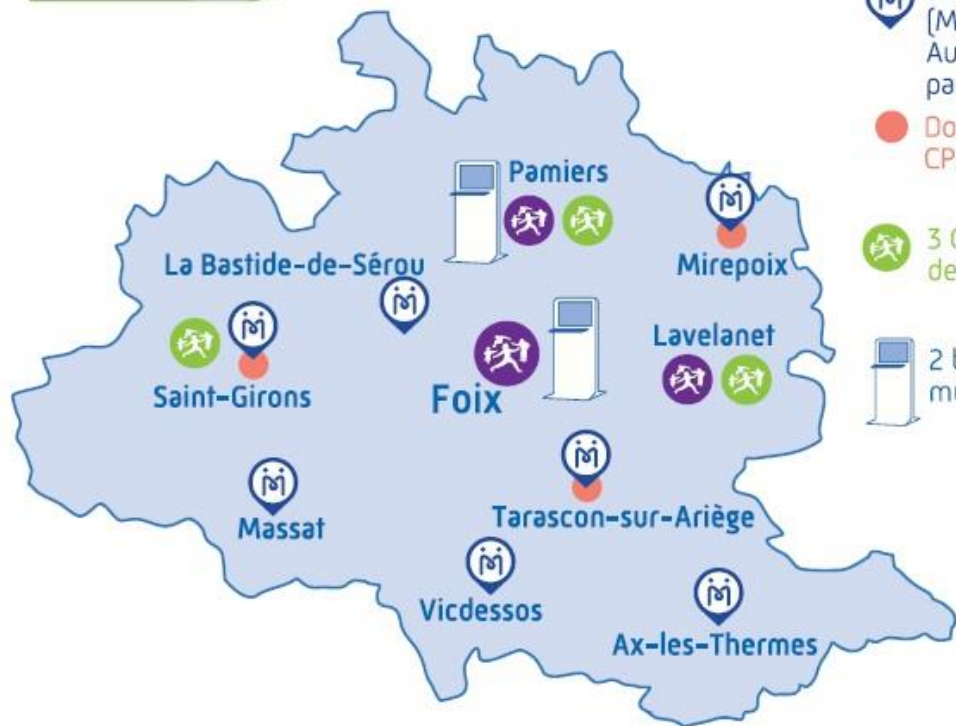 Pamiers
Mirepoix
La Bastide-de-Sérou
Saint-Girons
Foix
Lavelanet
Massat
Tarascon-sur-Ariège
Vicdessos
Ax-les-Thermes
(M
Au
pa
Do
CP
3
de
2
mu